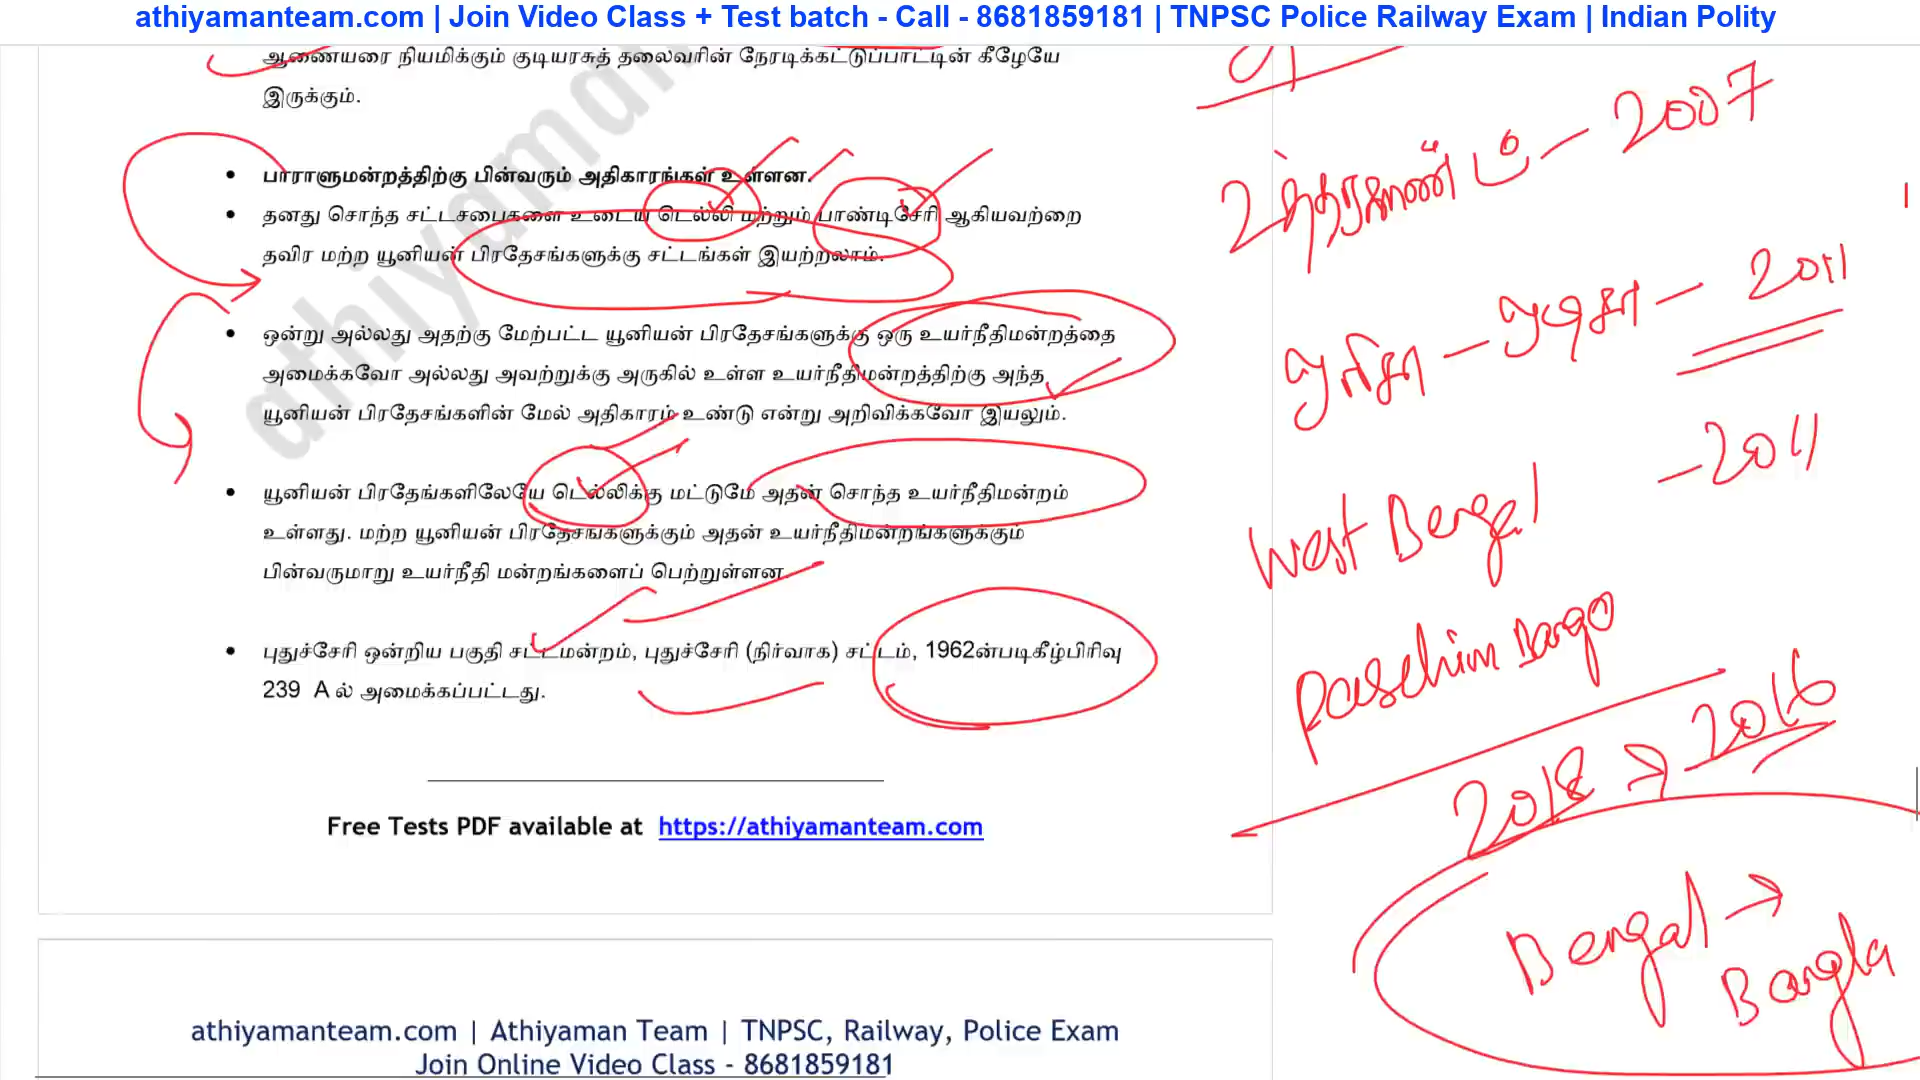 athiyamanteam.com | Join Video Class + Test batch - Call - 8681859181 | TNPSC Police Railway Exam | Indian Polity
ஆணையரை நியமிக்கும் குடியரசுத் தலைவரின் நேரடிக்கட்டுப்பாட்டின் கீழேயே
இருக்கும்.
• பாராளுமன்றத்திற்கு பின்வரும் அதிகாரங்கள் உள்ளன.
• தனது சொந்த சட்டசபைகளை உடைய டெல்லி மற்றும் பாண்டிசேரி ஆகியவற்றை
தவிர மற்ற யூனியன் பிரதேசங்களுக்கு சட்டங்கள் இயற்றலாம்.
• ஒன்று அல்லது அதற்கு மேற்பட்ட யூனியன் பிரதேசங்களுக்கு ஒரு உயர்நீதிமன்றத்தை
அமைக்கவோ அல்லது அவற்றுக்கு அருகில் உள்ள உயர்நீதிமன்றத்திற்கு அந்த
யூனியன் பிரதேசங்களின் மேல் அதிகாரம் உண்டு என்று அறிவிக்கவோ இயலும்.
• யூனியன் பிரதேங்களிலேயே டெல்லிக்கு மட்டுமே அதன் சொந்த உயர்நீதிமன்றம்
உள்ளது. மற்ற யூனியன் பிரதேசங்களுக்கும் அதன் உயர்நீதிமன்றங்களுக்கும்
பின்வருமாறு உயர்நீதி மன்றங்களைப் பெற்றுள்ளன.
• புதுச்சேரி ஒன்றிய பகுதி சட்டமன்றம், புதுச்சேரி (நிர்வாக) சட்டம், 1962ன்படிகீழ்பிரிவு
239 A ல் அமைக்கப்பட்டது.
Free Tests PDF available at https://athiyamanteam.com
athiyamanteam.com | Athiyaman Team | TNPSC, Railway, Police Exam
Join Online Video Class - 8681859181
athiyaman
உத்தரகாண்டம் - 2007
ஒரிசா - ஒடிசா - 2011
West Bengal - 2011
Paschim Bango
2018 → 2016
Bengal →
Bangla